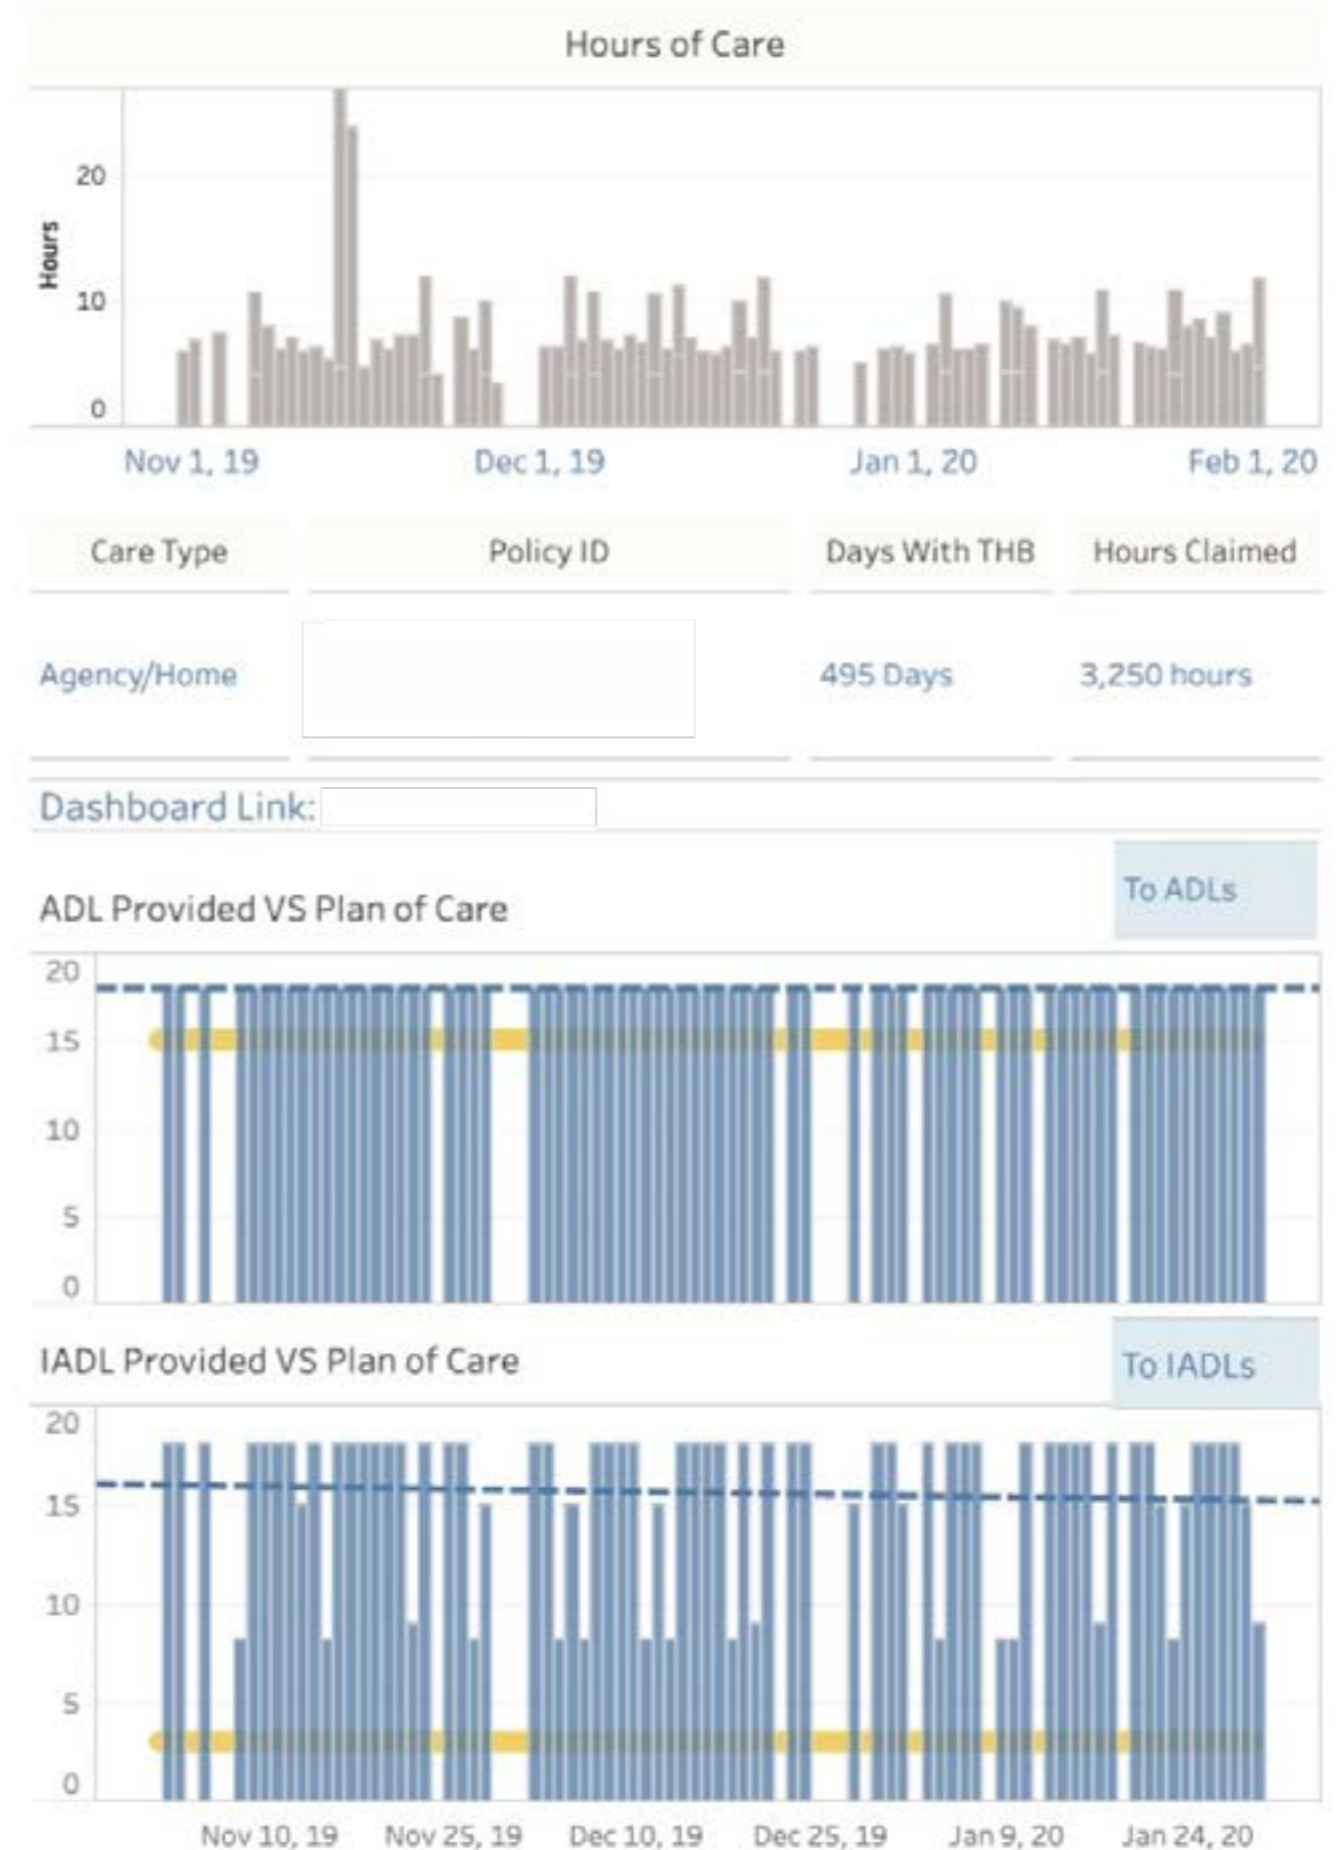 Hours of Care
20
10
0
Hours
Nov 1, 19 Dec 1, 19 Jan 1, 20 Feb 1, 20
Care Type Policy ID Days With THB Hours Claimed
Agency/Home 495 Days 3,250 hours
Dashboard Link:
To ADLs
ADL Provided VS Plan of Care
20
15
10
5
0
IADL Provided VS Plan of Care
To IADLs
20
15
10
5
0
Nov 10, 19 Nov 25, 19 Dec 10, 19 Dec 25, 19 Jan 9, 20 Jan 24, 20